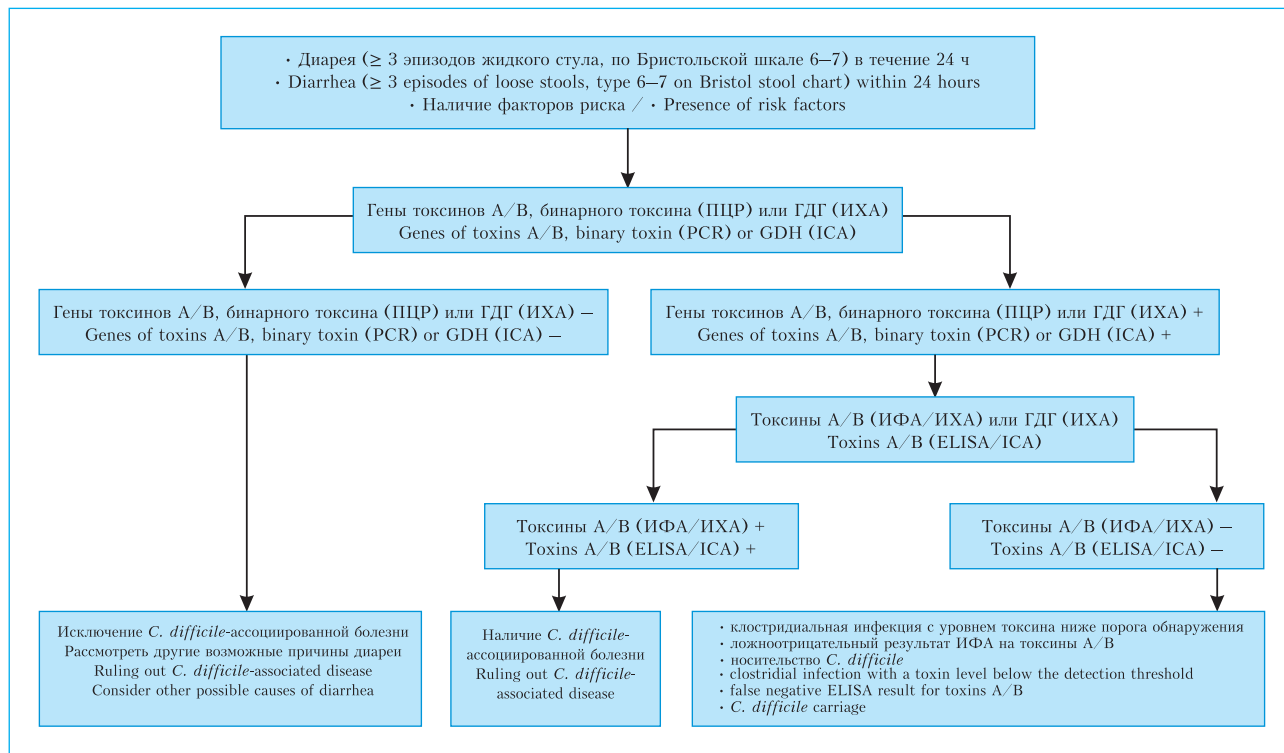 · Диарея (≥ 3 эпизодов жидкого стула, по Бристольской шкале 6–7) в течение 24 ч
· Diarrhea (≥ 3 episodes of loose stools, type 6–7 on Bristol stool chart) within 24 hours
· Наличие факторов риска / · Presence of risk factors
Гены токсинов А/В, бинарного токсина (ПЦР) или ГДГ (ИХА)
Genes of toxins A/B, binary toxin (PCR) or GDH (ICA)
Гены токсинов А/В, бинарного токсина (ПЦР) или ГДГ (ИХА) –
Genes of toxins A/B, binary toxin (PCR) or GDH (ICA) –
Гены токсинов А/В, бинарного токсина (ПЦР) или ГДГ (ИХА) +
Genes of toxins A/B, binary toxin (PCR) or GDH (ICA) +
Токсины А/В (ИФА/ИХА) или ГДГ (ИХА)
Toxins A/B (ELISA/ICA)
Токсины А/В (ИФА/ИХА) +
Toxins A/B (ELISA/ICA) +
Токсины А/В (ИФА/ИХА) –
Toxins A/B (ELISA/ICA) –
Исключение C. difficile-ассоциированной болезни
Рассмотреть другие возможные причины диареи
Ruling out C. difficile-associated disease
Consider other possible causes of diarrhea
Наличие C. difficile-
ассоциированной болезни
Ruling out C. difficile-
associated disease
· клостридиальная инфекция с уровнем токсина ниже порога обнаружения
· ложноотрицательный результат ИФА на токсины А/В
· носительство C. difficile
· clostridial infection with a toxin level below the detection threshold
· false negative ELISA result for toxins A/B
· C. difficile carriage